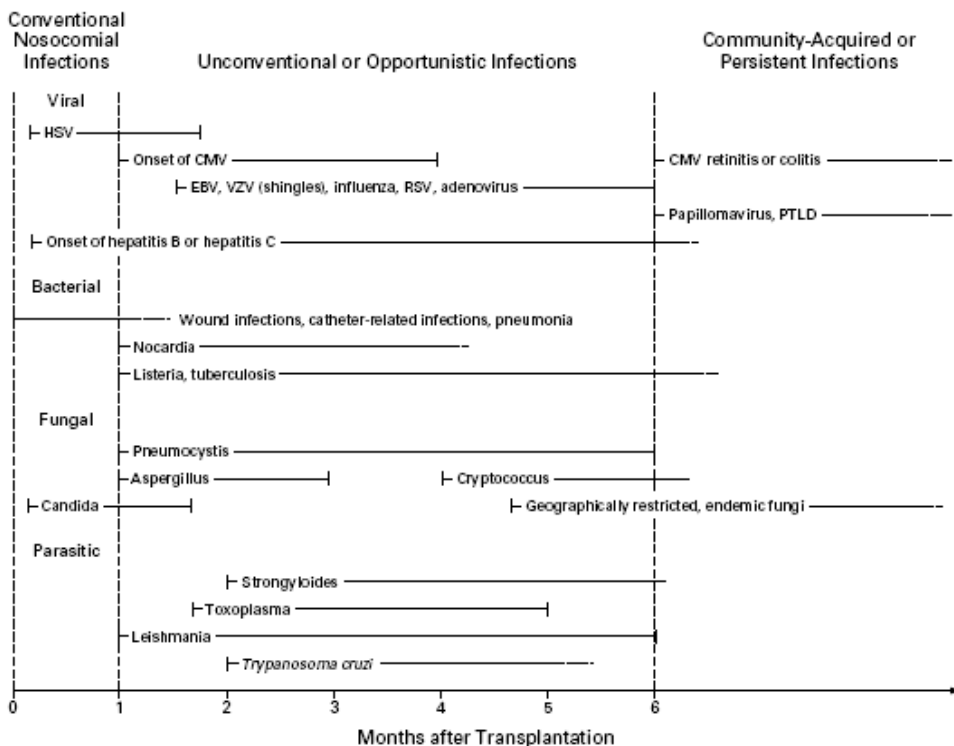 Conventional
Nosocomial
Infections
Unconventional or Opportunistic Infections
Community-Acquired or
Persistent Infections
Viral
HSV
Onset of CMV
CMV retinitis or colitis
EBV, VZV (shingles), influenza, RSV, adenovirus
Papillomavirus, PTLD
Onset of hepatitis B or hepatitis C
Bacterial
Wound infections, catheter-related infections, pneumonia
Nocardia
Listeria, tuberculosis
Fungal
Pneumocystis
Aspergillus
Cryptococcus
Candida
Geographically restricted, endemic fungi
Parasitic
Strongyloides
Toxoplasma
Leishmania
Trypanosoma cruzi
0 1 2 3 4 5 6
Months after Transplantation